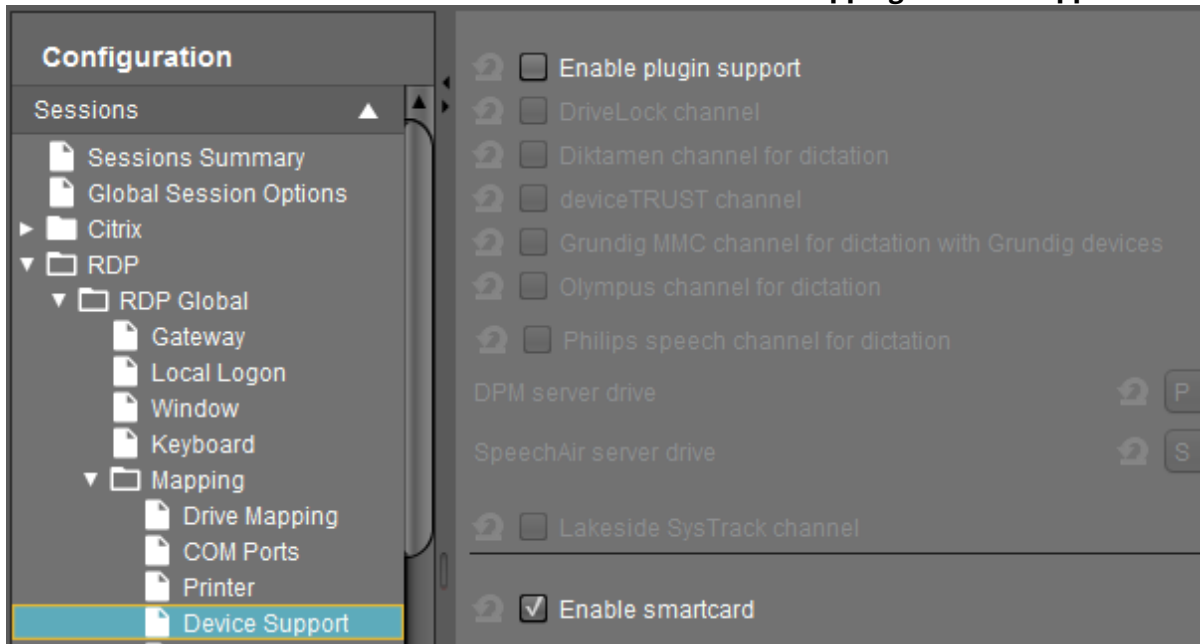 Configuration
Sessions
Sessions Summary
Global Session Options
Citrix
RDP
RDP Global
Gateway
Local Logon
Window
Keyboard
Mapping
Drive Mapping
COM Ports
Printer
Device Support
Enable plugin support
DriveLock channel
Diktamen channel for dictation
deviceTRUST channel
Grundig MMC channel for dictation with Grundig devices
Olympus channel for dictation
Philips speech channel for dictation
DPM server drive P
SpeechAir server drive S
Lakeside SysTrack channel
Enable smartcard